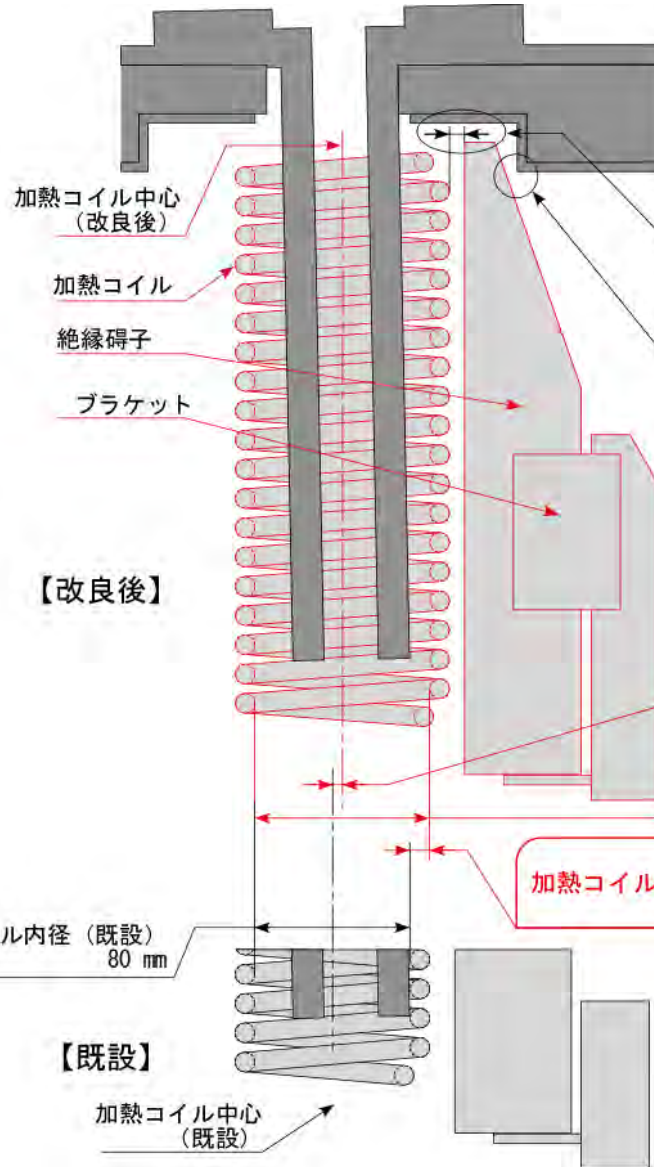 加熱コイル中心
(改良後)
加熱コイル
絶縁碍子
ブラケット
【改良後】
加熱コイル
ル内径（既設）
80 mm
【既設】
加熱コイル中心
(既設)